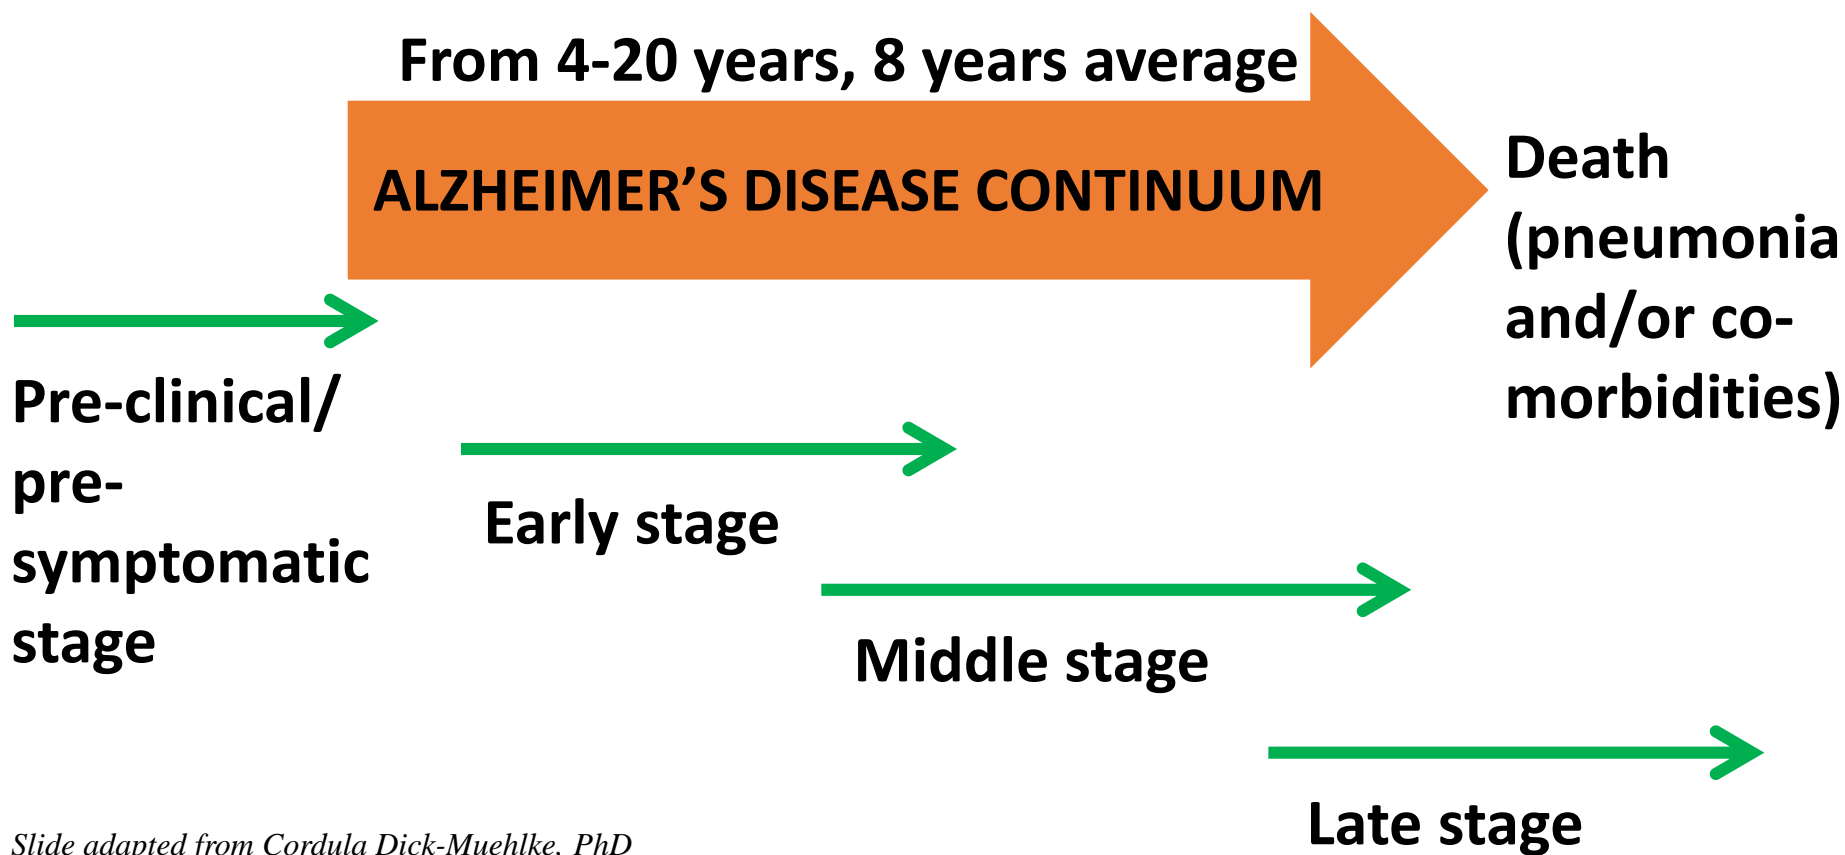 From 4-20 years, 8 years average
ALZHEIMER’S DISEASE CONTINUUM
Death
(pneumonia
and/or co-
morbidities)
Pre-clinical/
pre-
symptomatic
stage
Early stage
Middle stage
Late stage
Slide adapted from Cordula Dick-Muehlke, PhD